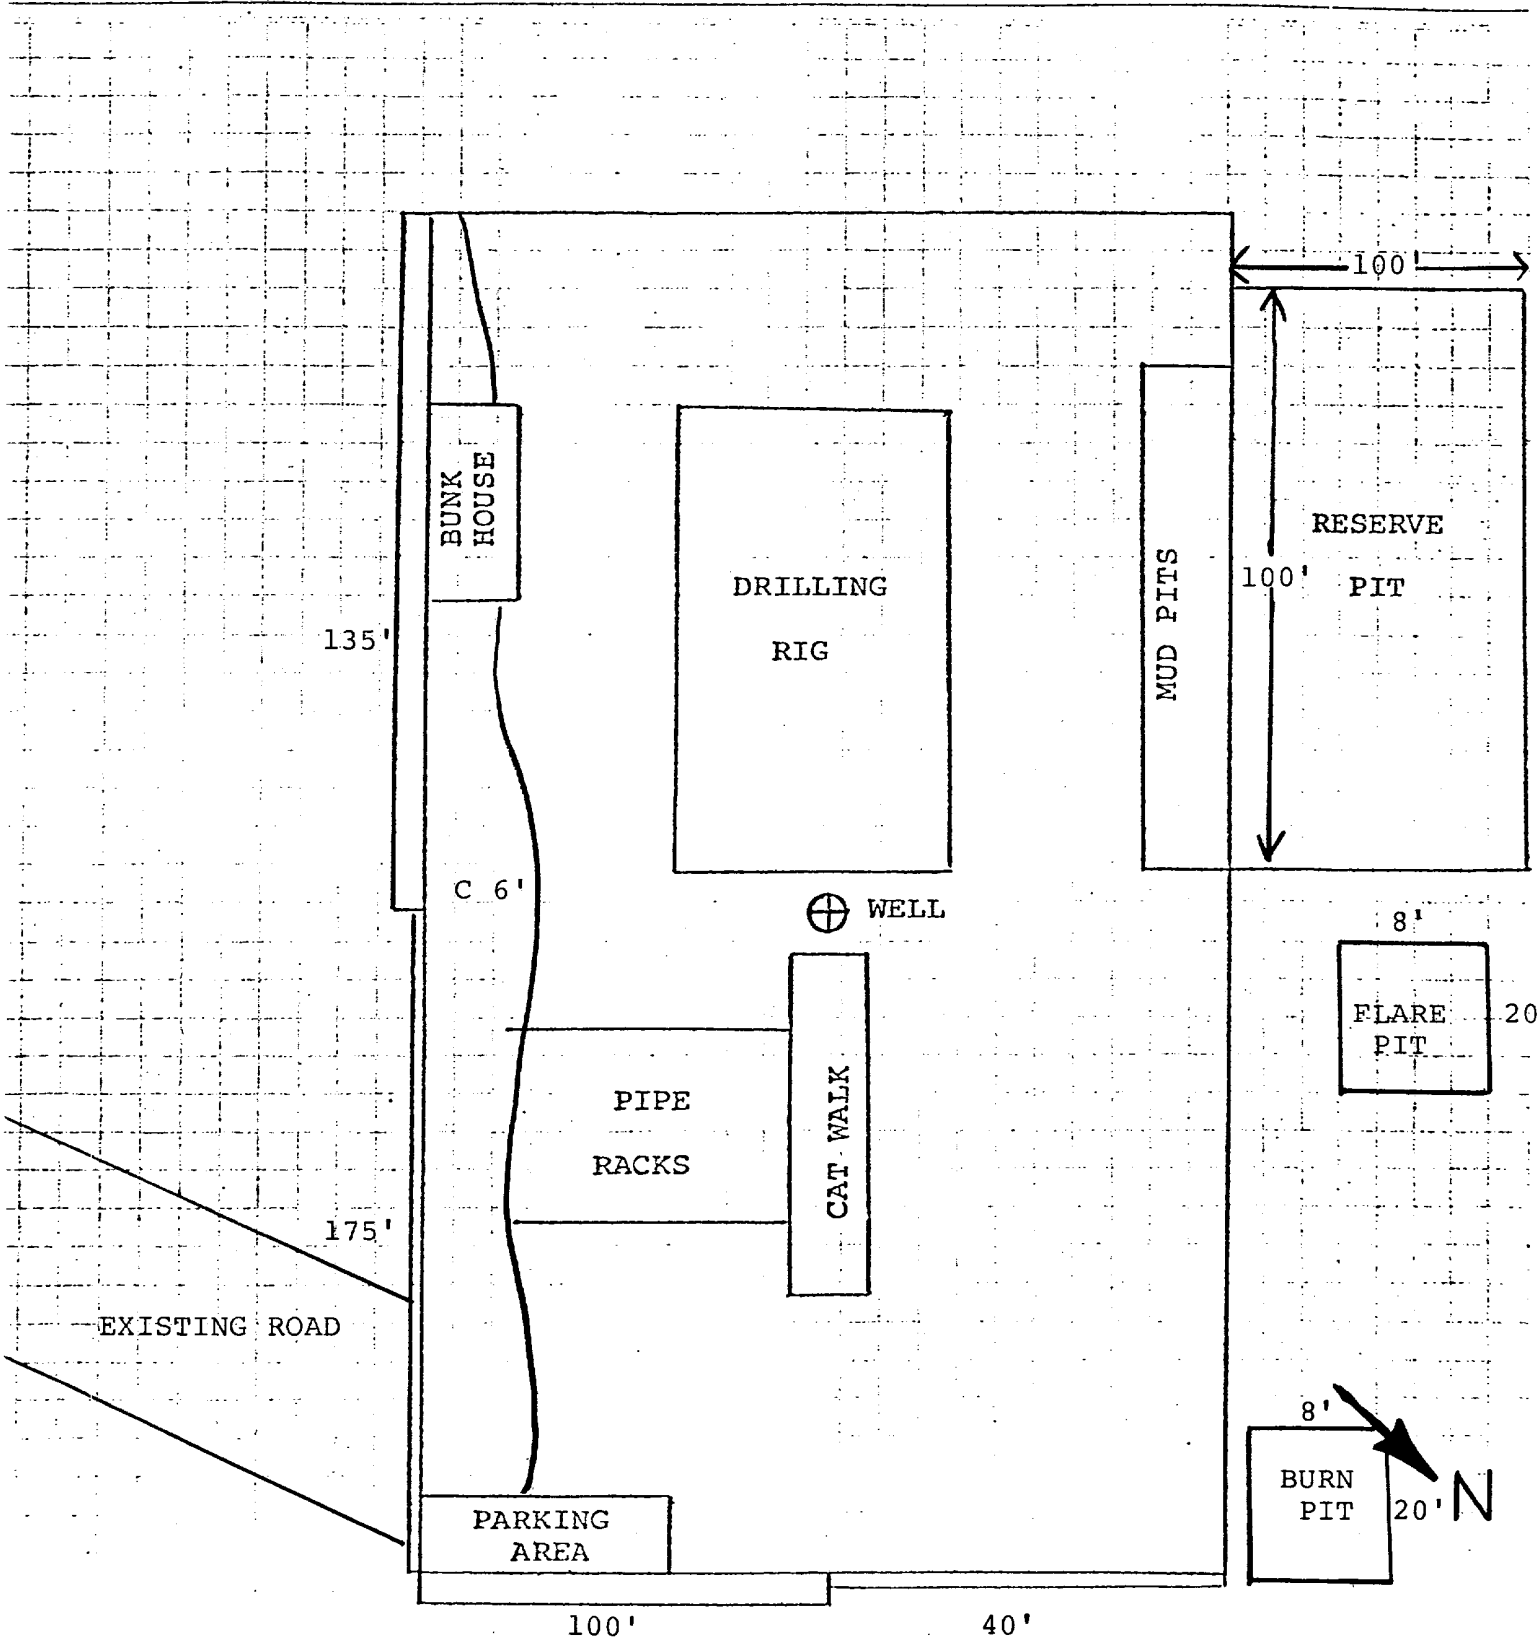 100'
BUNK
HOUSE
DRILLING
RIG
MUD PITS
100'
RESERVE
PIT
135'
C 6'
WELL
8'
FLARE
PIT
20
PIPE
RACKS
CAT WALK
175'
EXISTING ROAD
8'
BURN
PIT
20'
N
PARKING
AREA
100'
40'